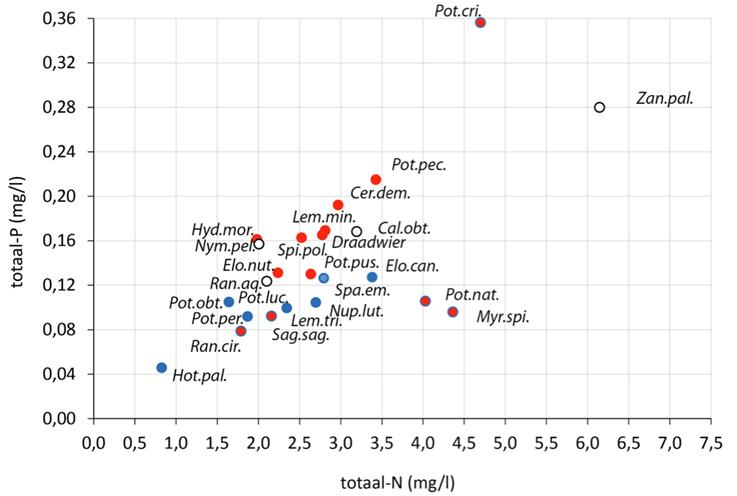 Pot.cri.
0,36
0,32
Zan.pal.
0,28
0,24
Pot.pec.
0,20
Cer.dem.
Lem.min.
Hyd.mor.
Cal.obt.
0,16
Nym.pel.
Spi.pol.
Draadwier
Elo.nut.
Pot.pus.
Elo.can.
0,12
Ran.aq.
Spa.em.
Pot.obt.
Pot.luc.
Pot.nat.
Pot.per.
Lem.tri.
Nup.lut.
Myr.spi.
0,08
Sag.sag.
Ran.cir.
0,04
Hot.pal.
0,00
totaal-P (mg/l)
0,0 0,5 1,0 1,5 2,0 2,5 3,0 3,5 4,0 4,5 5,0 5,5 6,0 6,5 7,0 7,5
totaal-N (mg/l)